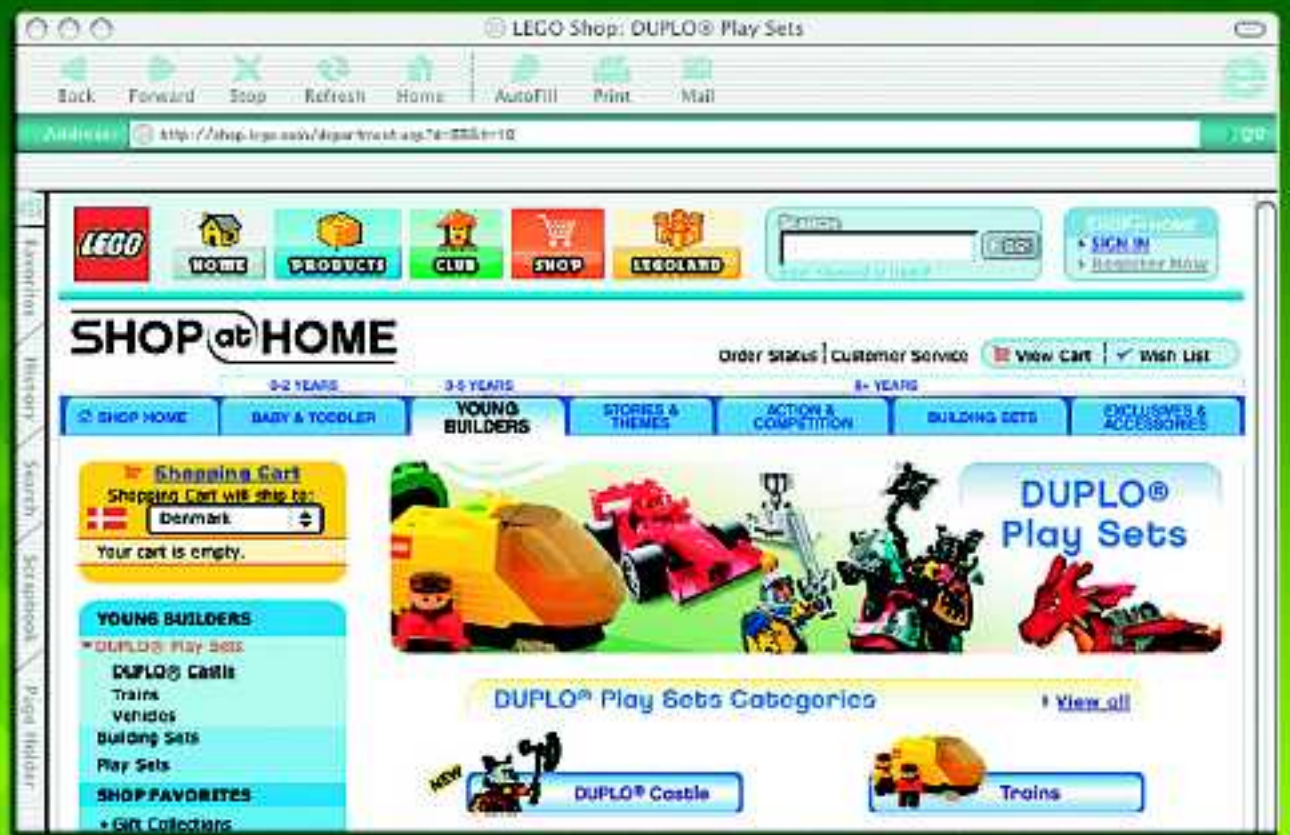 LEGO Shop: DUPLO® Play Sets
Back Forward Stop Refresh Home AutoFill Print Mail
Address: go
Favorites
History
Search
Scrapbook
Page Holder
LEGO
HOME PRODUCTS CLUB SHOP LEGOLAND
SIGN IN
Register Now
SHOP at HOME
Order Status Customer Service View Cart Wish List
0-2 YEARS 3-5 YEARS 6+ YEARS
SHOP HOME BABY & TODDLER YOUNG BUILDERS STORIES & THEMES ACTION & COMPETITION BUILDING SETS EXCLUSIVES & ACCESSORIES
Shopping Cart
Shopping Cart will ship to:
Denmark
Your cart is empty.
DUPLO®
Play Sets
YOUNG BUILDERS
DUPLO® Play Sets
DUPLO® Castle
Trains
Vehicles
Building Sets
Play Sets
SHOP FAVORITES
Gift Collections
DUPLO® Play Sets Categories View all
NEW DUPLO® Castle Trains